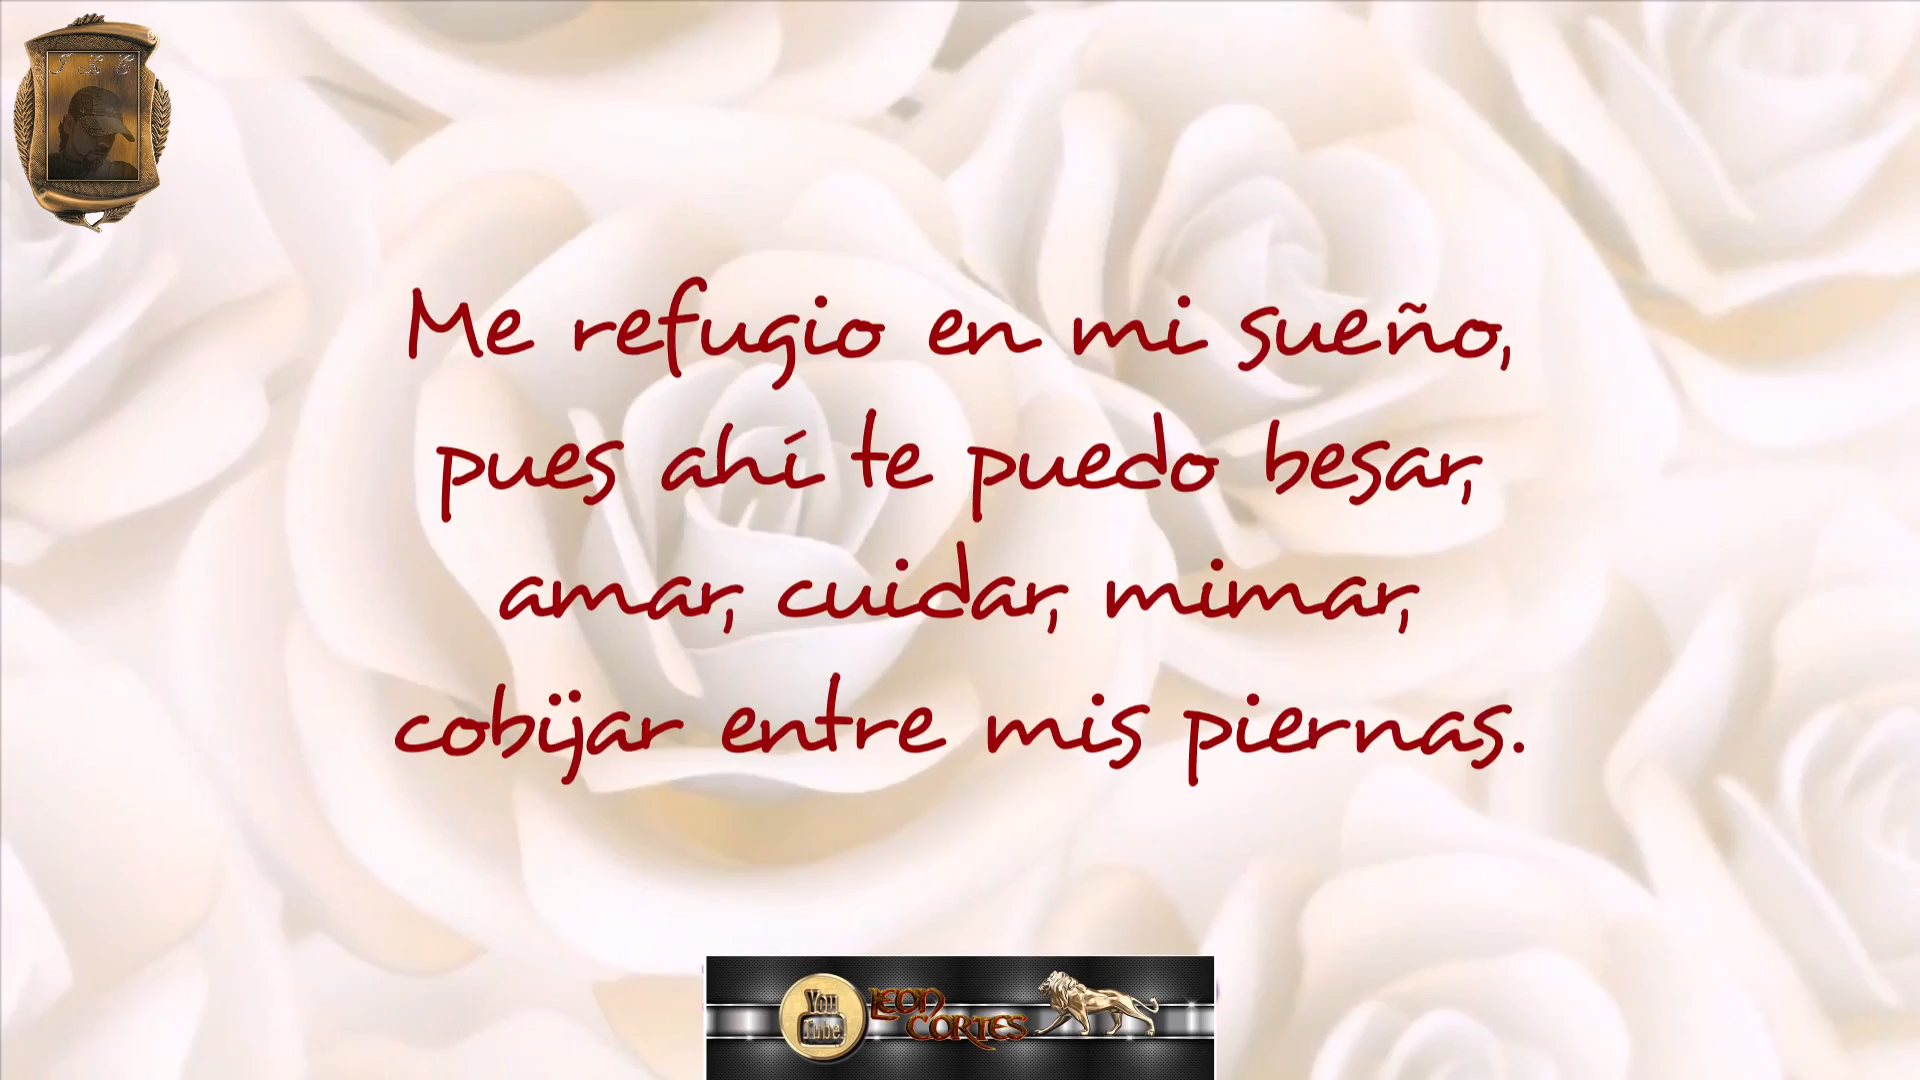 J K C
Me refugio en mi sueño,
pues ahí te puedo besar,
amar, cuidar, mimar,
cobijar entre mis piernas.
You
Tube
LEON
CORTES